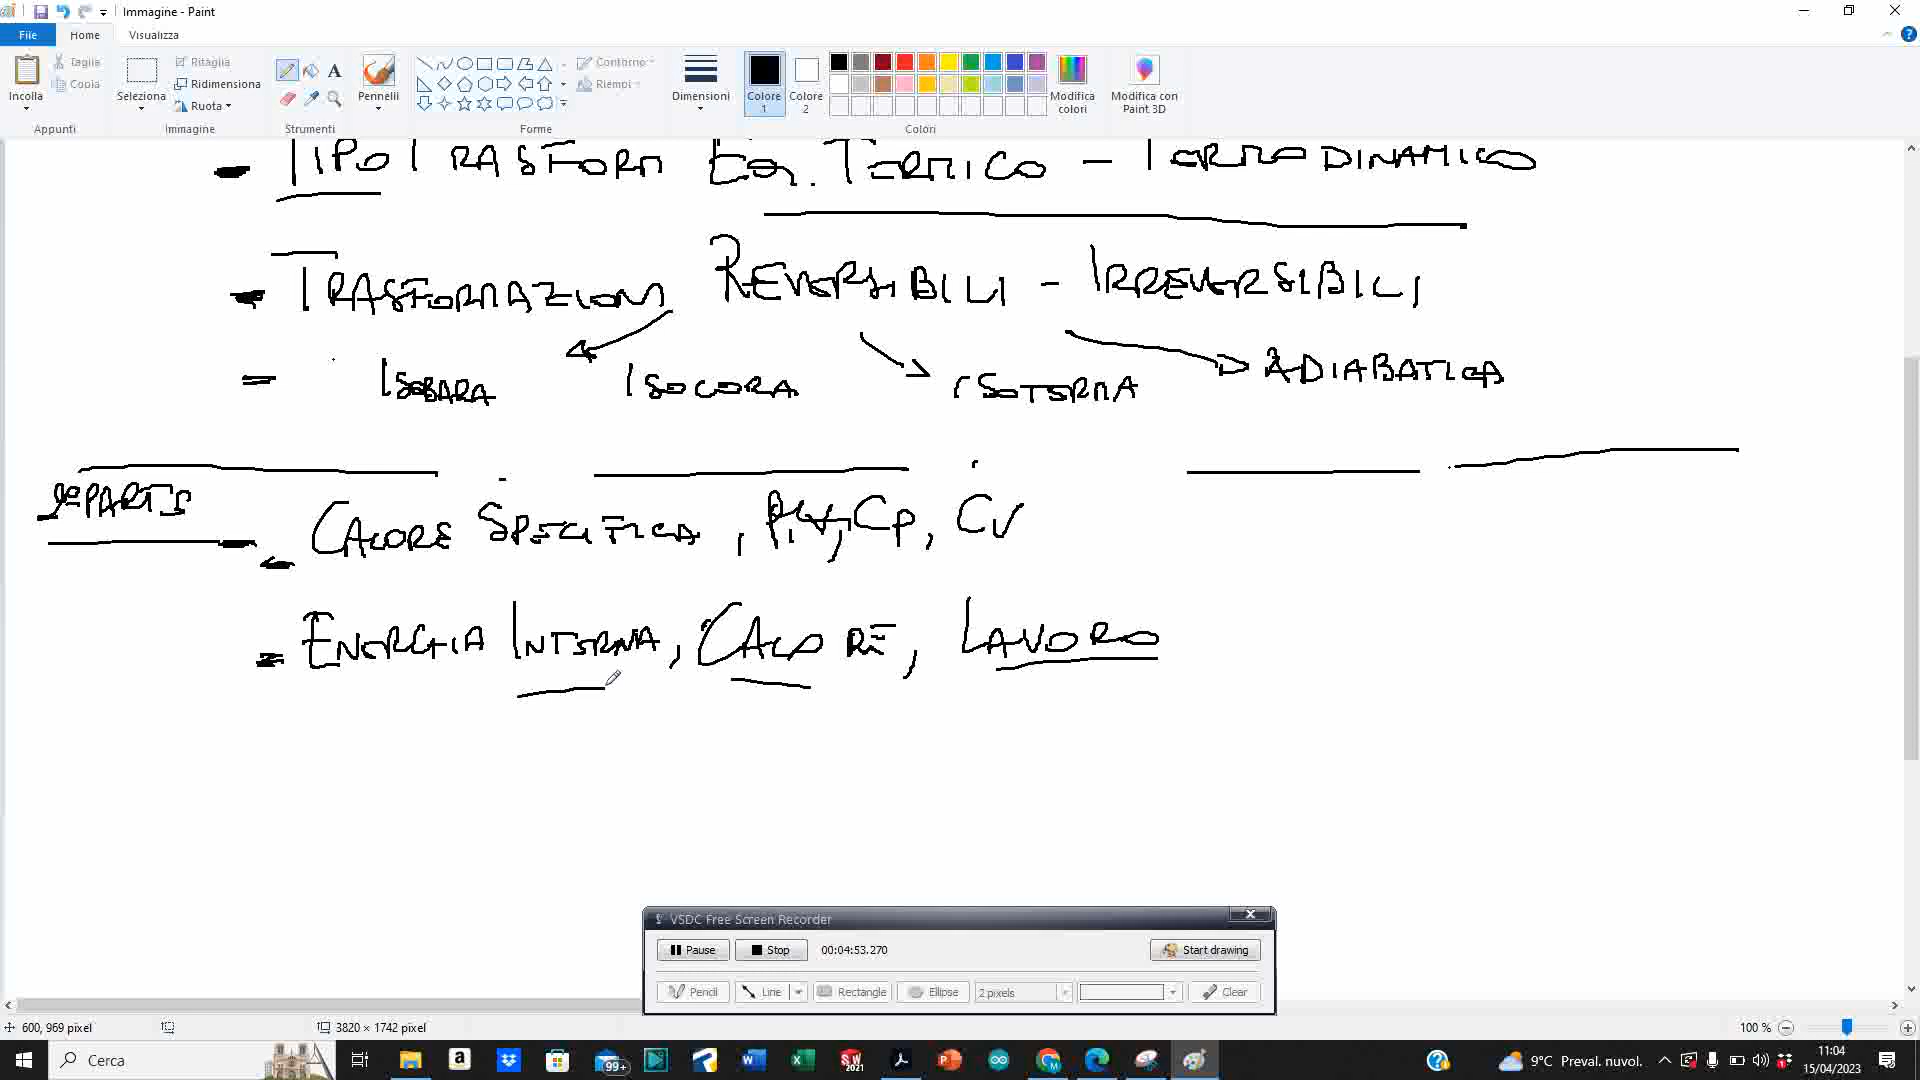 Immagine - Paint
File Home Visualizza
Incolla Taglia Copia Seleziona Ritaglia Ridimensiona Ruota Pennelli Contorno Riempi Dimensioni Colore 1 Colore 2 Modifica colori Modifica con Paint 3D
Appunti Immagine Strumenti Forme Colori
- TIPO TRASFORM EQ. TERMICO - TERMODINAMICO
- TRASFORMAZIONI REVERSIBILI - IRREVERSIBILI
- ISOBARA ISOCORA ISOTERMA ADIABATICA
PARTE
- CALORE SPECIFICA, Cp, Cv
- ENERGIA INTERNA, CALORE, LAVORO
VSDC Free Screen Recorder
Pause Stop 00:04:53.270 Start drawing
Pencil Line Rectangle Ellipse 2 pixels Clear
600, 969 pixel 3820 × 1742 pixel 100 %
Cerca 99+ 2021 9°C Preval. nuvol. 11:04
15/04/2023